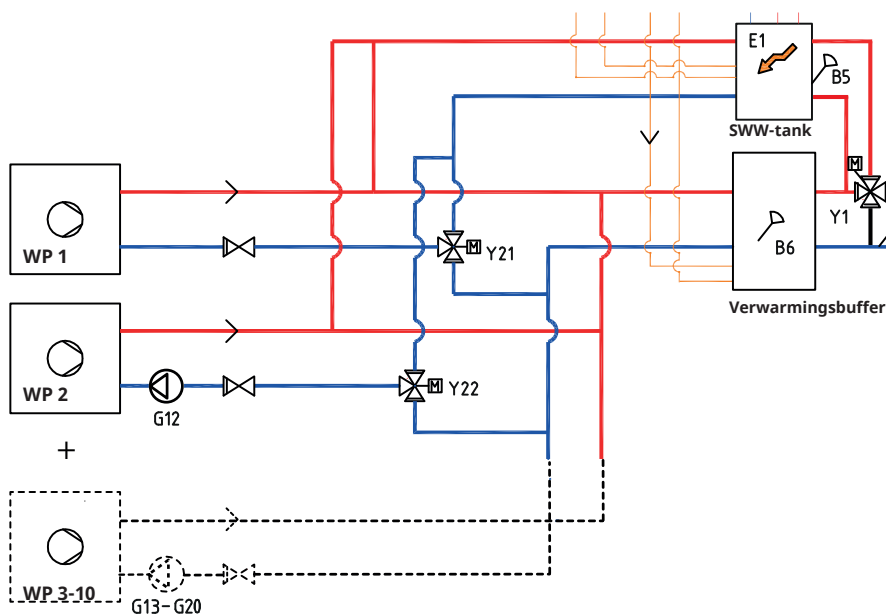 E1
B5
SWW-tank
M
Y1
WP 1
M
Y21
B6
Verwarmingsbuffer
WP 2
G12
M
Y22
+
WP 3-10
G13-G20